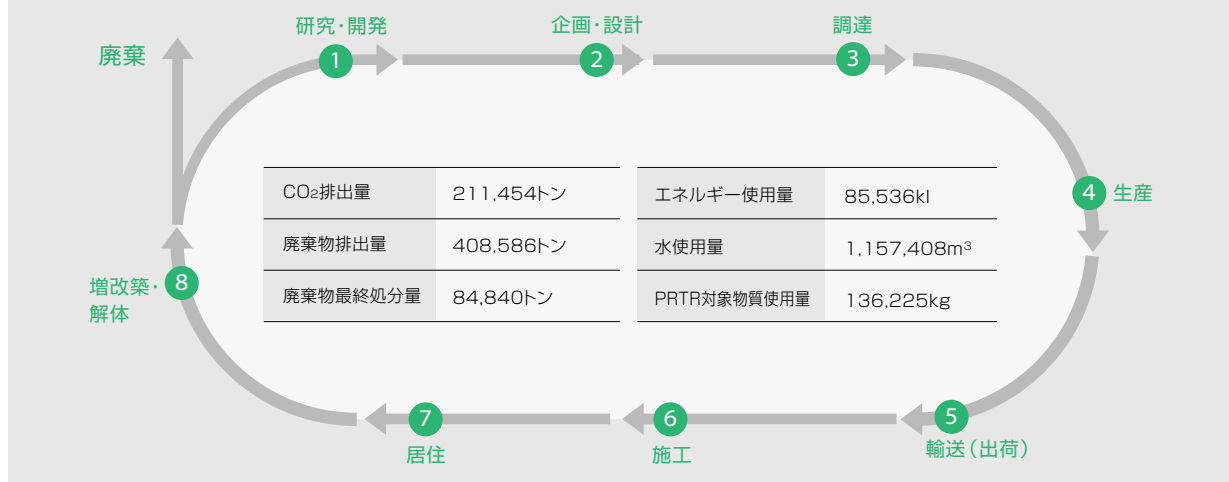 研究・開発
企画・設計
調達
廃棄
1
2
3
CO2排出量 211,454トン エネルギー使用量 85,536kl
4 生産
廃棄物排出量 408,586トン 水使用量 1,157,408m³
増改築・
解体
8
廃棄物最終処分量 84,840トン PRTR対象物質使用量 136,225kg
7
6
5
居住
施工
輸送（出荷）